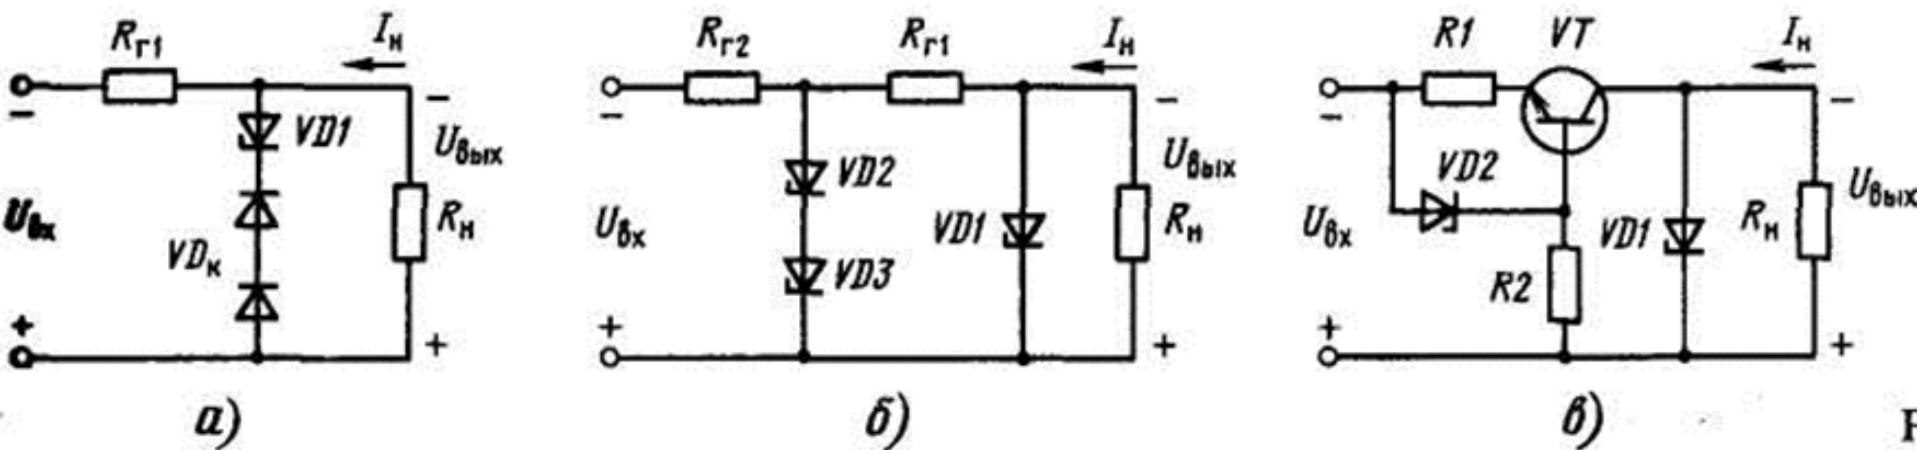 Rг1
Iн
−
VD1
−
Uвых
Uвх
VDк
Rн
+
+
а)
Rг2
Rг1
Iн
−
−
VD2
Uвых
Uвх
VD1
Rн
VD3
+
+
б)
R1
VT
Iн
−
−
VD2
Uвых
Uвх
VD1
Rн
R2
+
+
в)